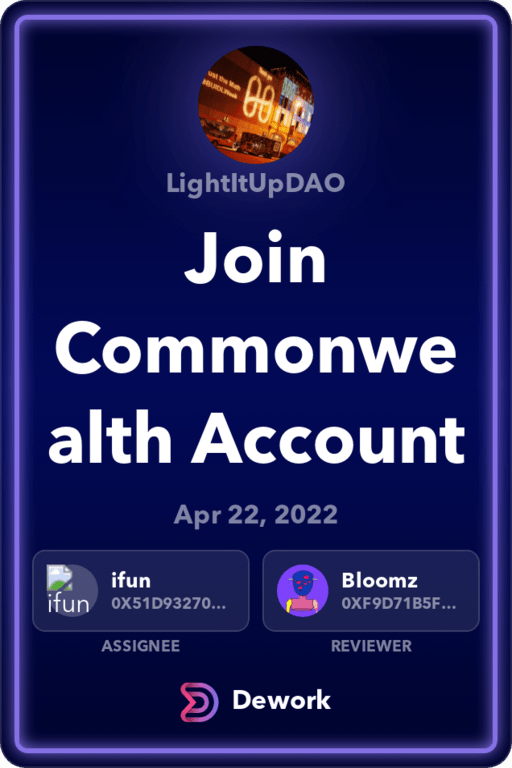 LightItUpDAO
Join
Commonwe
alth Account
Apr 22, 2022
ifun
ifun
0X51D93270...
ASSIGNEE
Bloomz
0XF9D71B5F...
REVIEWER
Dework